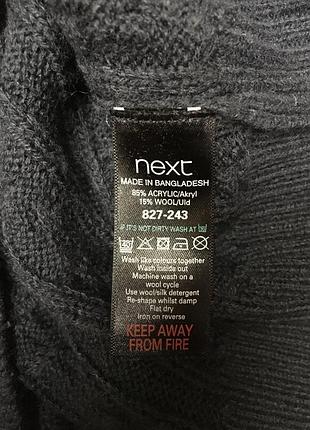 next
MADE IN BANGLADESH
85% ACRYLIC/Akryl
15% WOOL/Uld
827-243
IF IT'S NOT DIRTY WASH AT
Wash like colours together
Wash inside out
Machine wash on a
wool cycle
Use wool/silk detergent
Re-shape whilst damp
Flat dry
Iron on reverse
KEEP AWAY
FROM FIRE